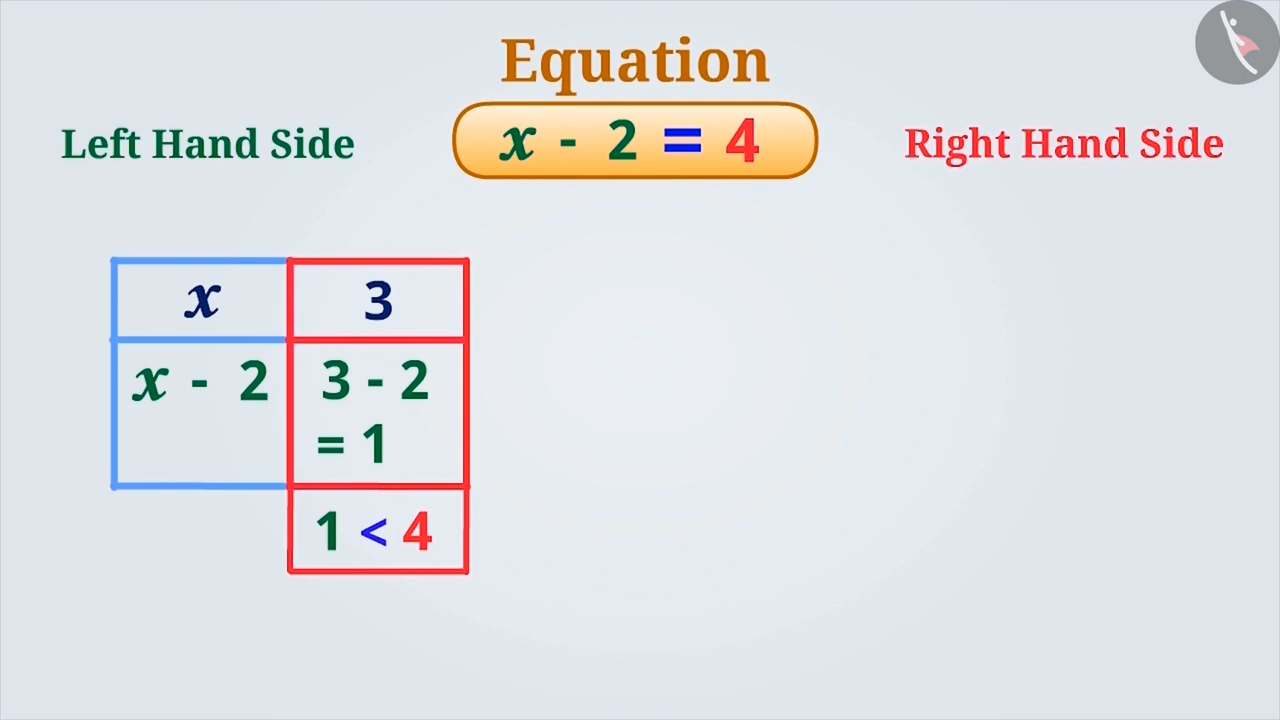 Equation
Left Hand Side
x - 2 = 4
Right Hand Side
x 3
x - 2 3 - 2
= 1
1 < 4